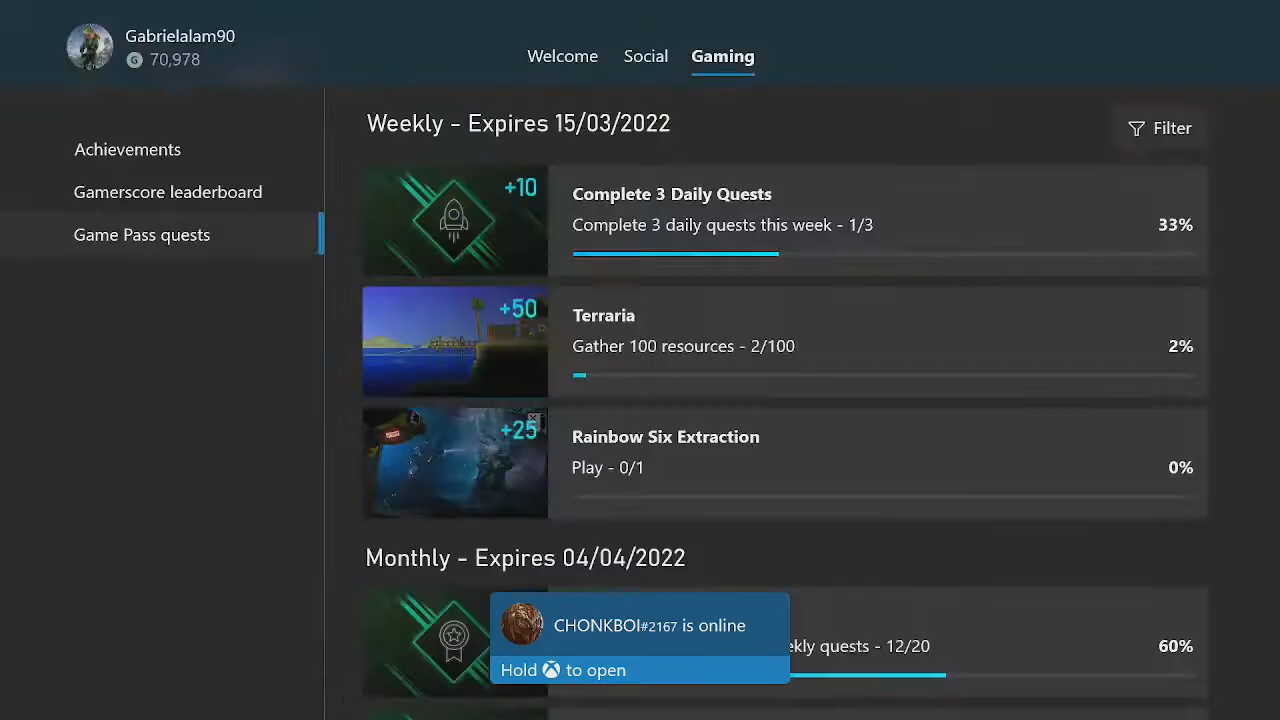 Gabrielalam90
G 70,978
Welcome Social Gaming
Achievements
Gamerscore leaderboard
Game Pass quests
Weekly - Expires 15/03/2022
Filter
+10
Complete 3 Daily Quests
Complete 3 daily quests this week - 1/3
33%
+50
Terraria
Gather 100 resources - 2/100
2%
+25
Rainbow Six Extraction
Play - 0/1
0%
Monthly - Expires 04/04/2022
ekly quests - 12/20
60%
CHONKBOI#2167 is online
Hold to open